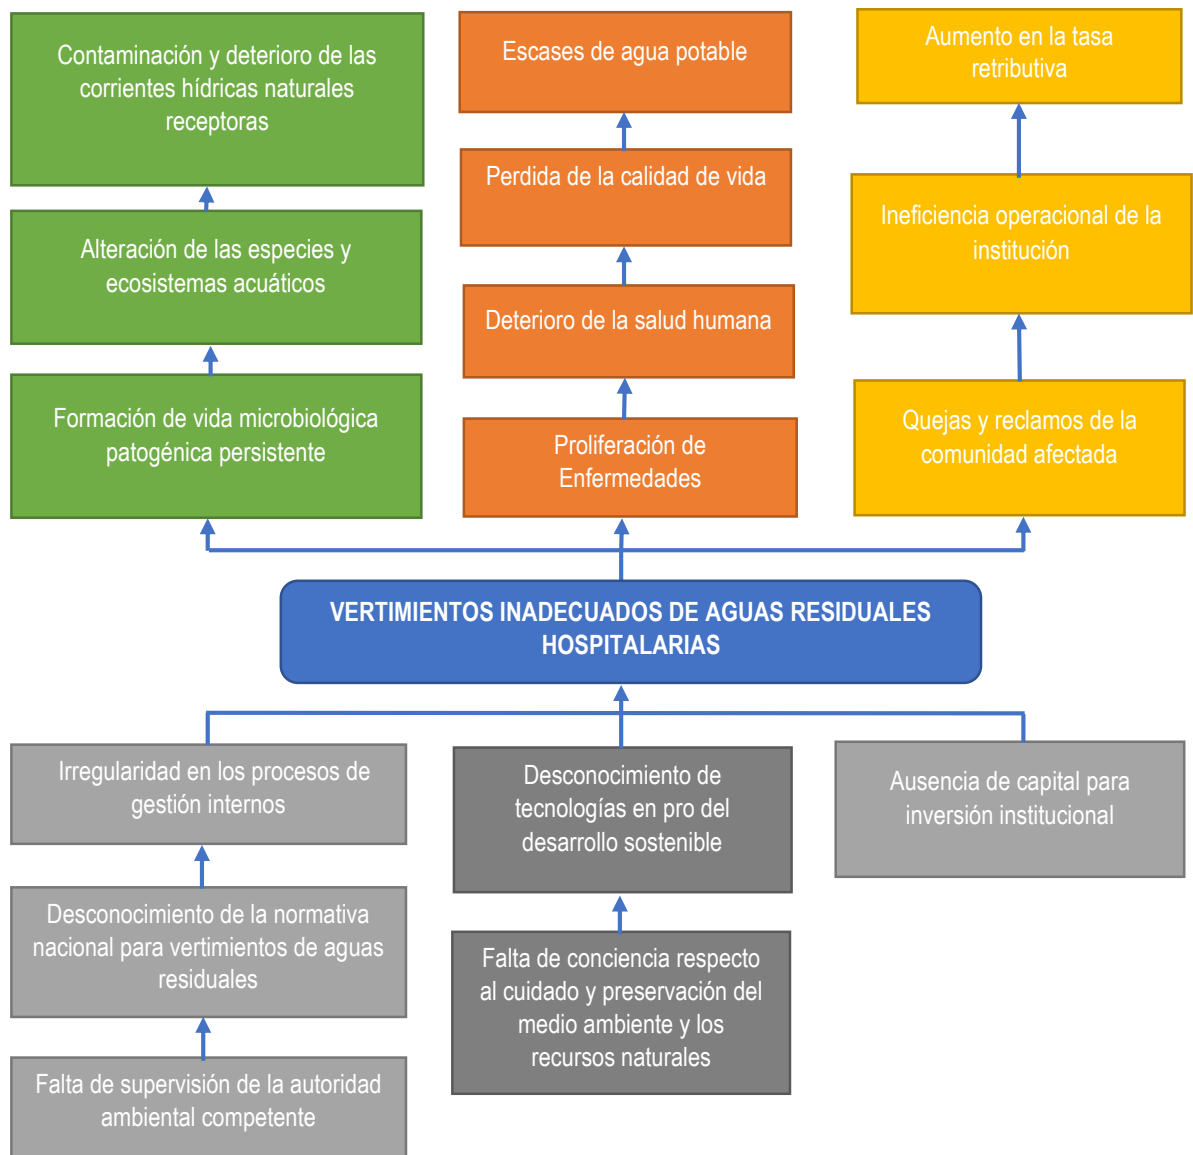 Contaminación y deterioro de las
corrientes hídricas naturales
receptoras
Escases de agua potable
Aumento en la tasa
retributiva
Perdida de la calidad de vida
Ineficiencia operacional de la
institución
Alteración de las especies y
ecosistemas acuáticos
Deterioro de la salud humana
Formación de vida microbiológica
patogénica persistente
Proliferación de
Enfermedades
Quejas y reclamos de la
comunidad afectada
VERTIMIENTOS INADECUADOS DE AGUAS RESIDUALES
HOSPITALARIAS
Irregularidad en los procesos de
gestión internos
Desconocimiento de
tecnologías en pro del
desarrollo sostenible
Ausencia de capital para
inversión institucional
Desconocimiento de la normativa
nacional para vertimientos de aguas
residuales
Falta de conciencia respecto
al cuidado y preservación del
medio ambiente y los
recursos naturales
Falta de supervisión de la autoridad
ambiental competente